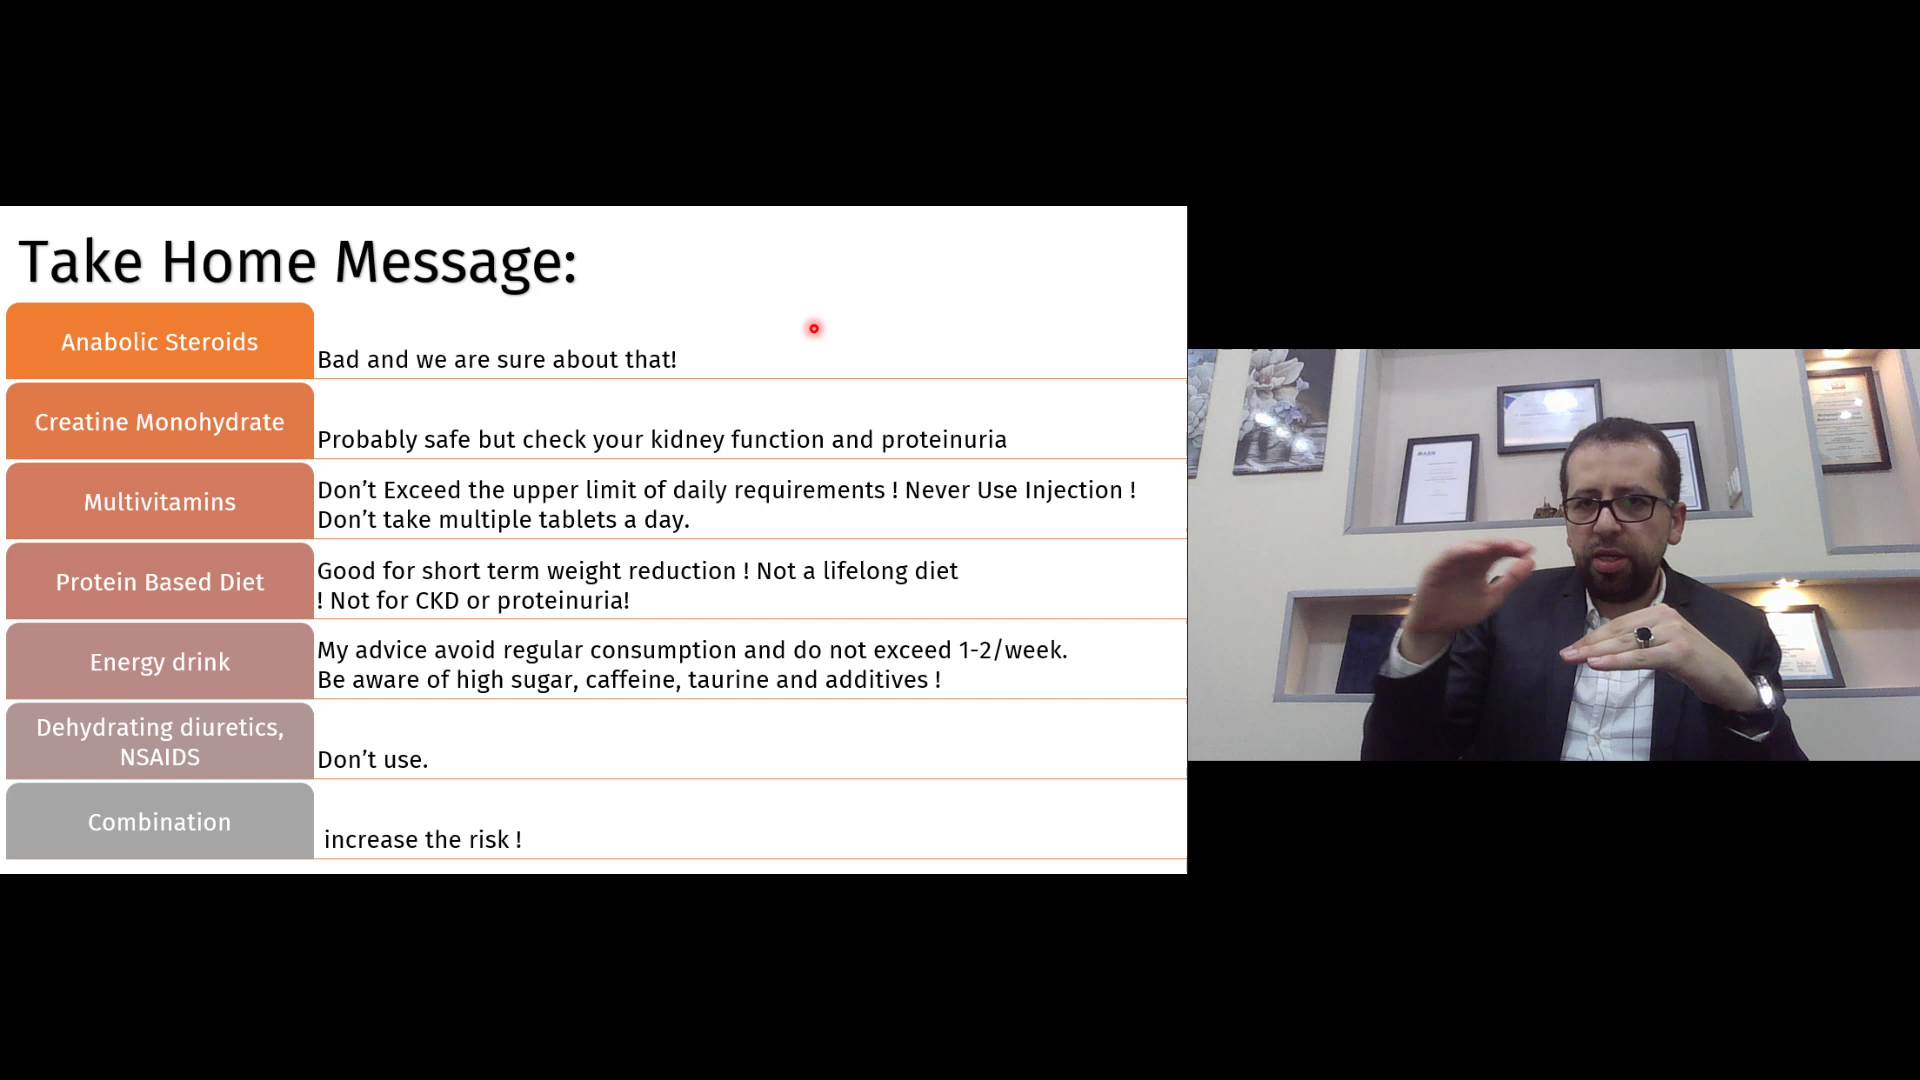 Take Home Message:
Anabolic Steroids
Bad and we are sure about that!
Creatine Monohydrate
Probably safe but check your kidney function and proteinuria
Multivitamins
Don’t Exceed the upper limit of daily requirements ! Never Use Injection !
Don’t take multiple tablets a day.
Protein Based Diet
Good for short term weight reduction ! Not a lifelong diet
! Not for CKD or proteinuria!
Energy drink
My advice avoid regular consumption and do not exceed 1-2/week.
Be aware of high sugar, caffeine, taurine and additives !
Dehydrating diuretics,
NSAIDS
Don’t use.
Combination
increase the risk !